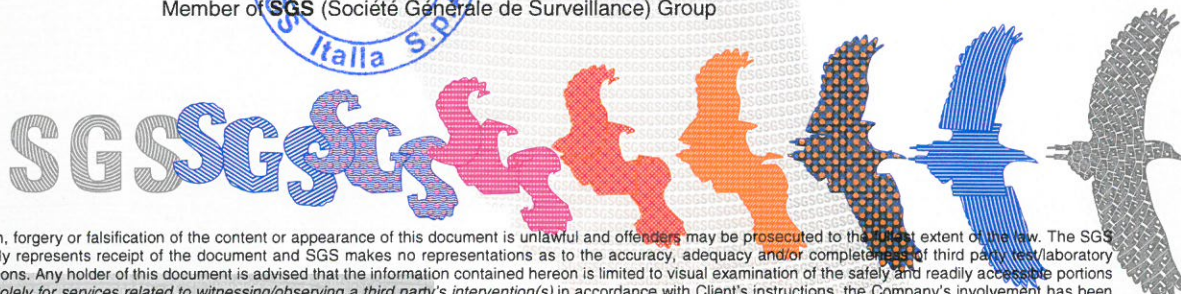 Member of SGS (Société Générale de Surveillance) Group
S Italia S.p.
SGS SGS SGS
n, forgery or falsification of the content or appearance of this document is unlawful and offenders may be prosecuted to the fullest extent of the law. The SGS
ly represents receipt of the document and SGS makes no representations as to the accuracy, adequacy and/or completeness of third party test/laboratory
ions. Any holder of this document is advised that the information contained hereon is limited to visual examination of the safely and readily accessible portions
solely for services related to witnessing/observing a third party's intervention(s) in accordance with Client's instructions, the Company's involvement has been